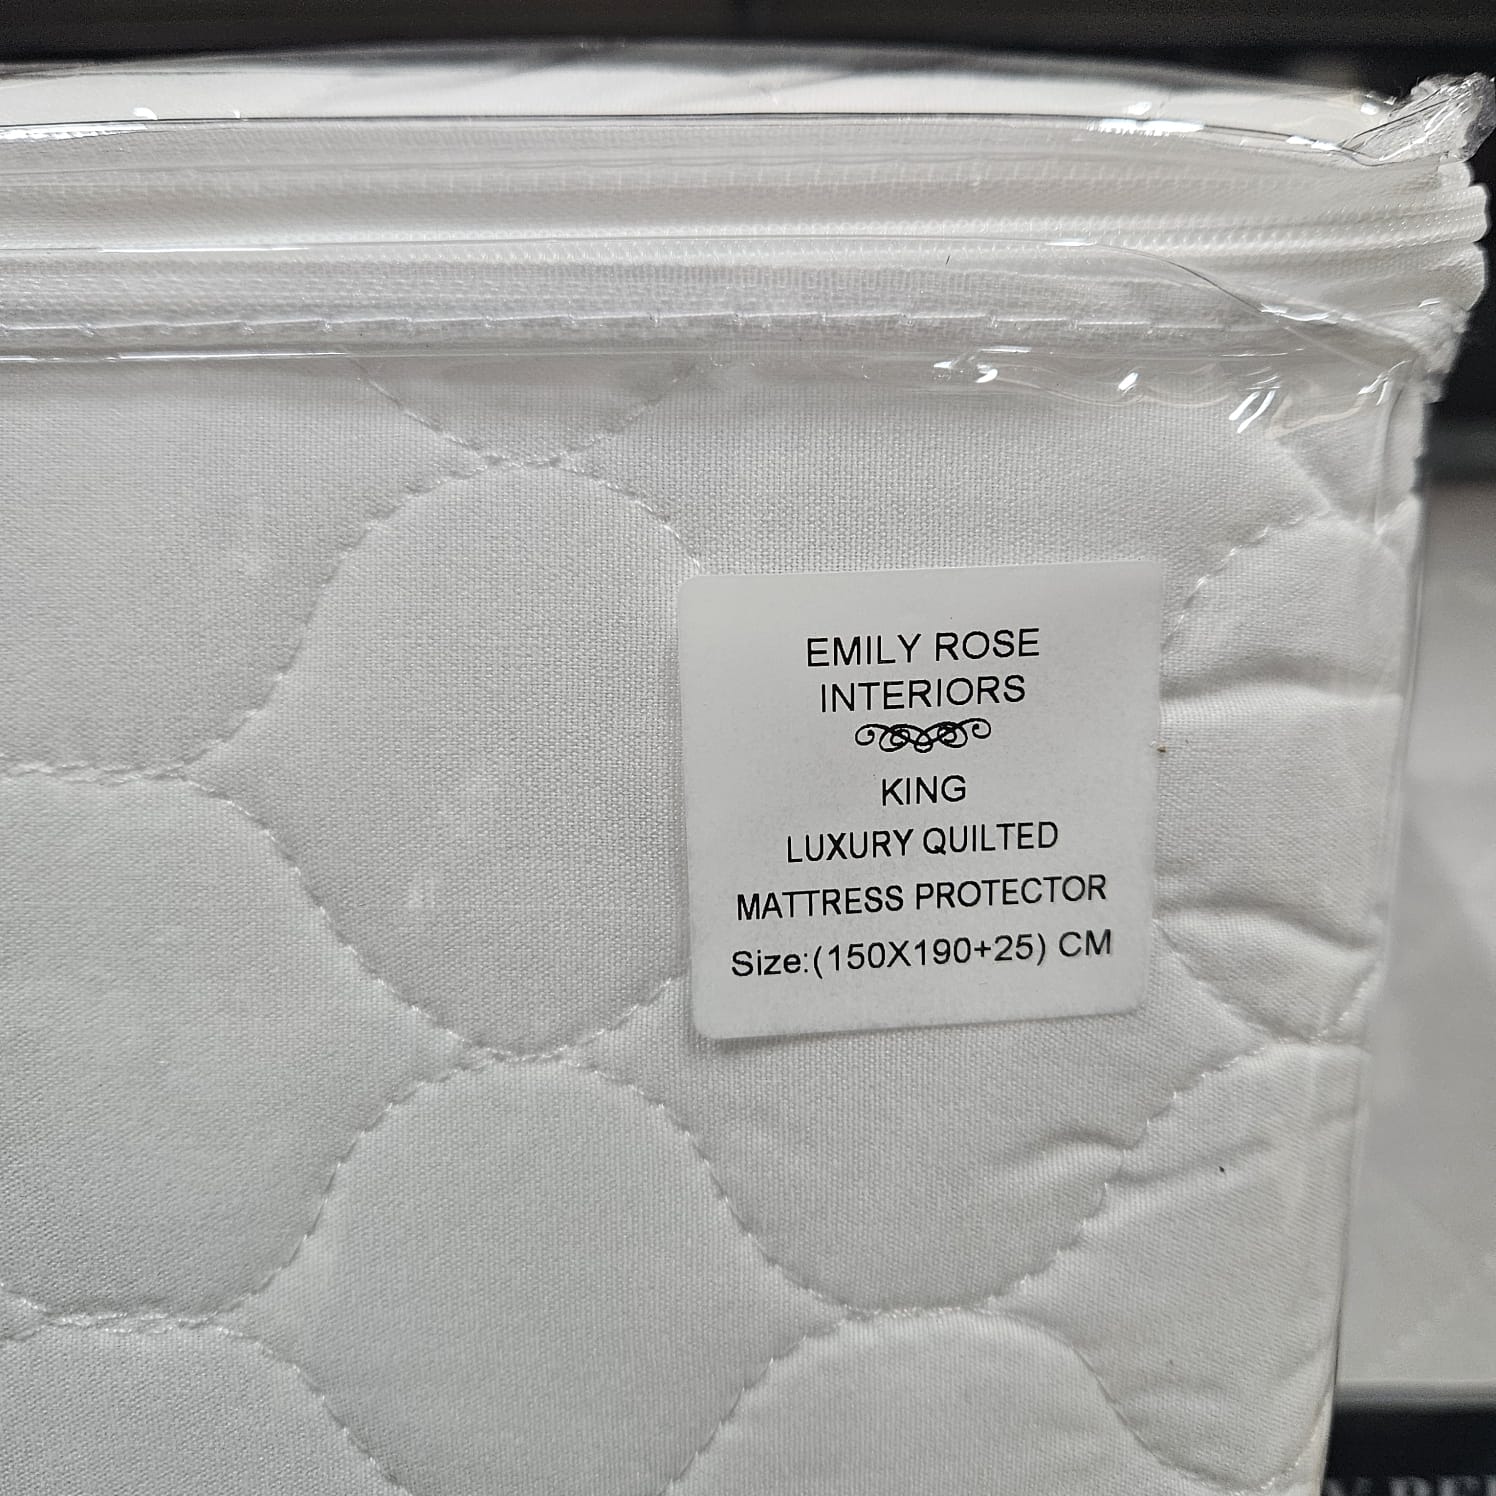 EMILY ROSE
INTERIORS
KING
LUXURY QUILTED
MATTRESS PROTECTOR
Size:(150X190+25) CM